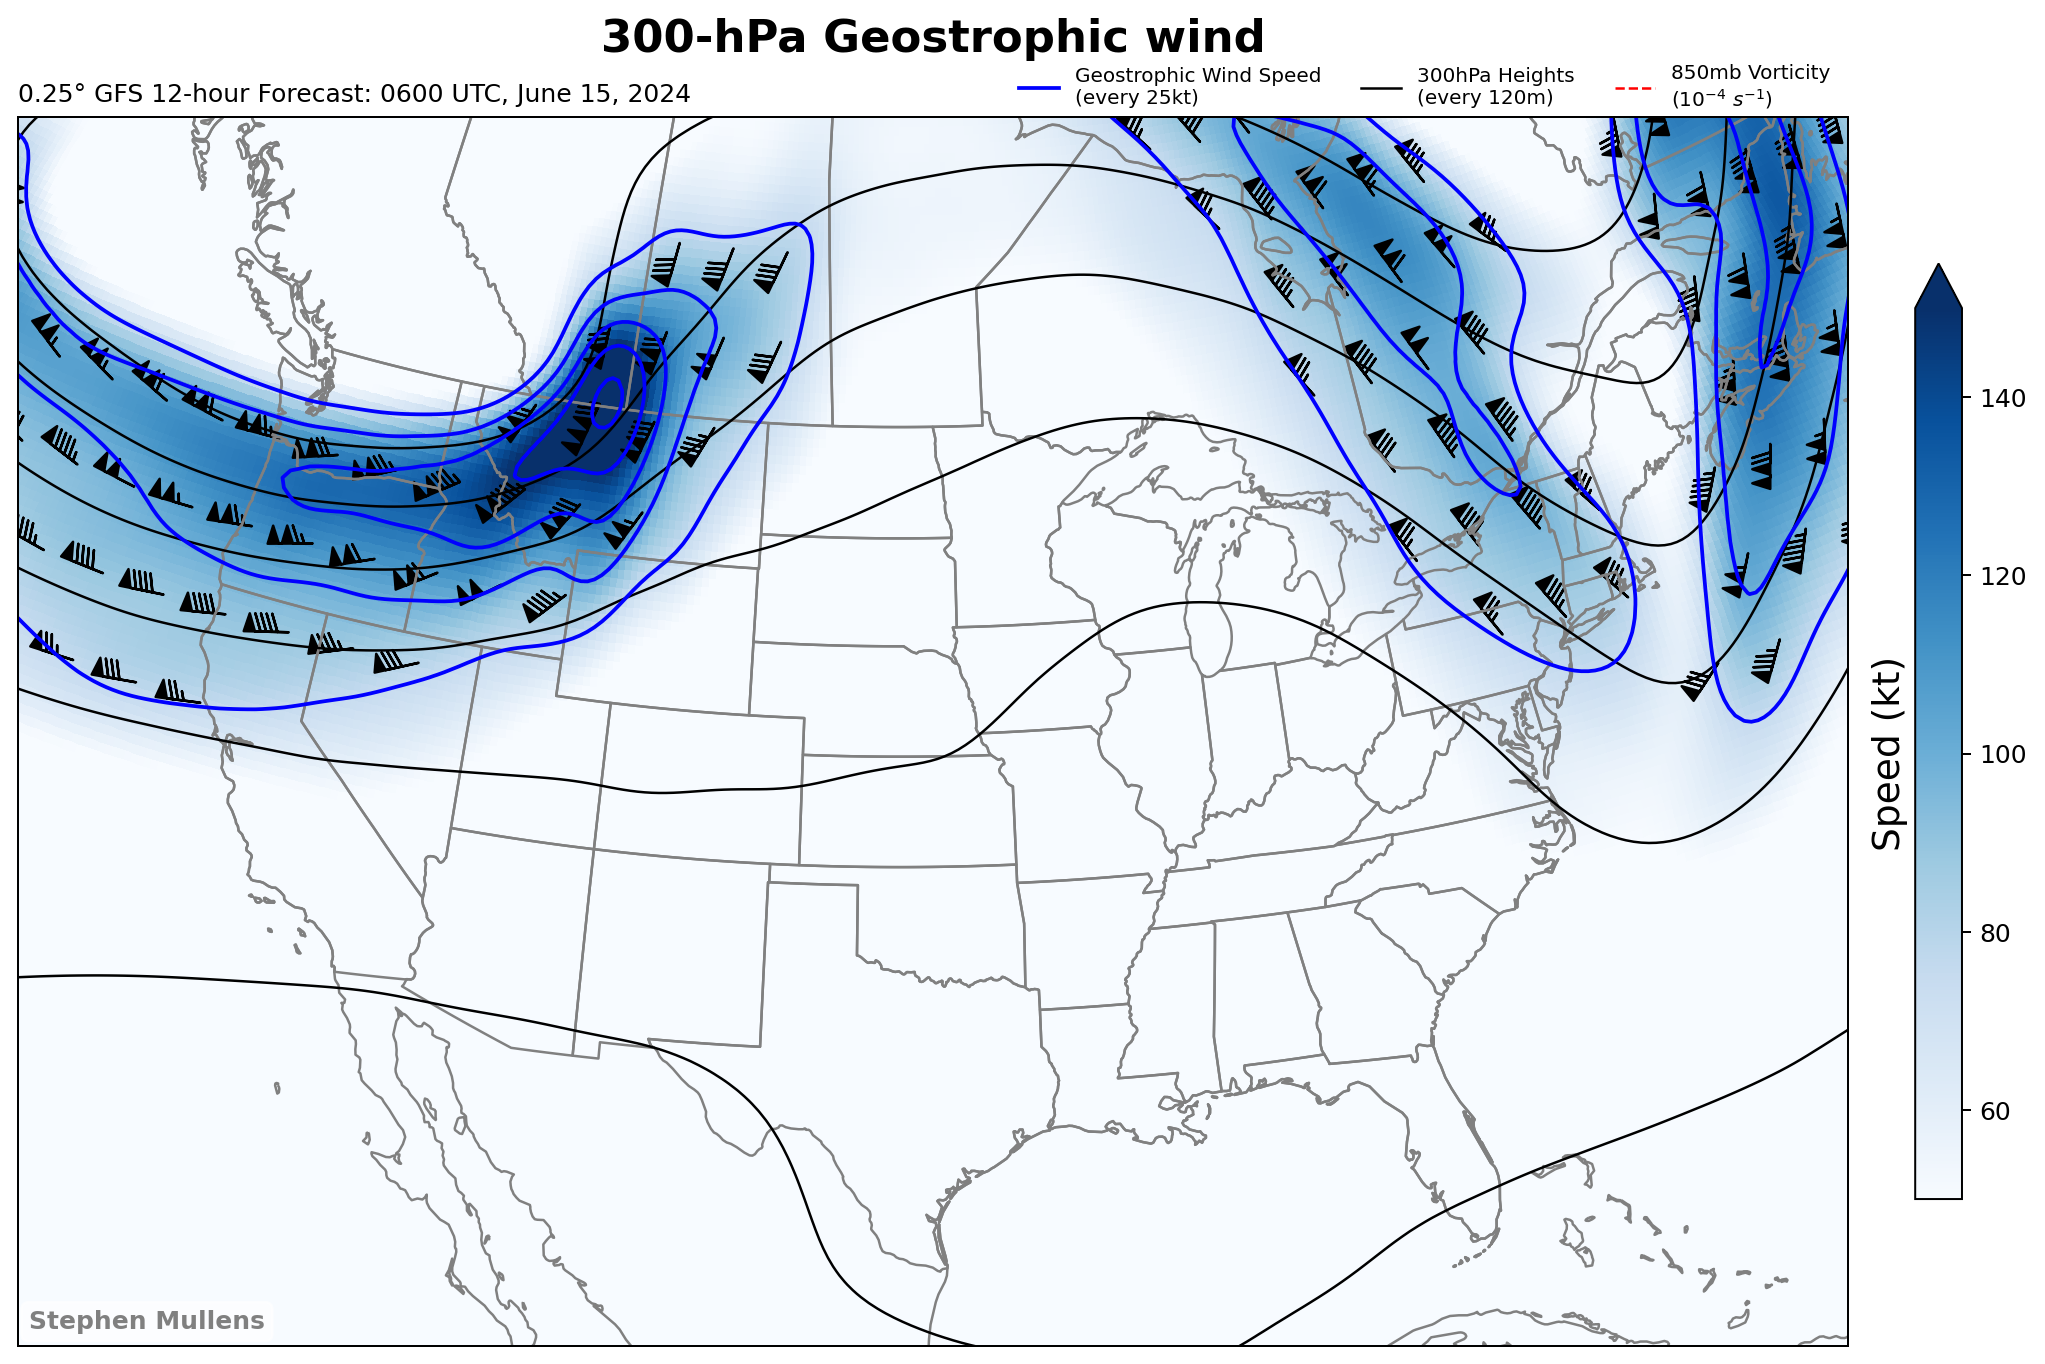 300-hPa Geostrophic wind
0.25° GFS 12-hour Forecast: 0600 UTC, June 15, 2024
Geostrophic Wind Speed
(every 25kt)
300hPa Heights
(every 120m)
850mb Vorticity
(10⁻⁴ s⁻¹)
140
120
100
80
60
Speed (kt)
Stephen Mullens